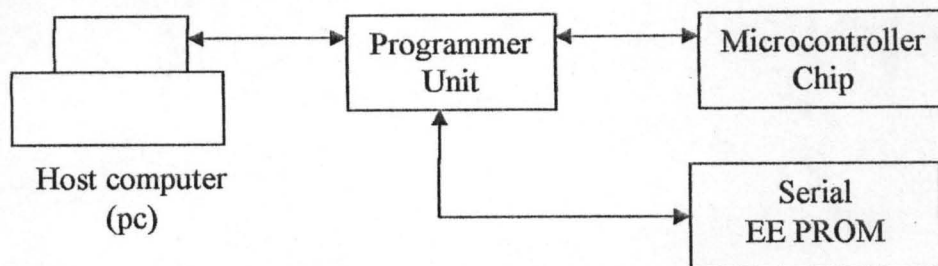 Programmer
Unit
Microcontroller
Chip
Host computer
(pc)
Serial
EE PROM